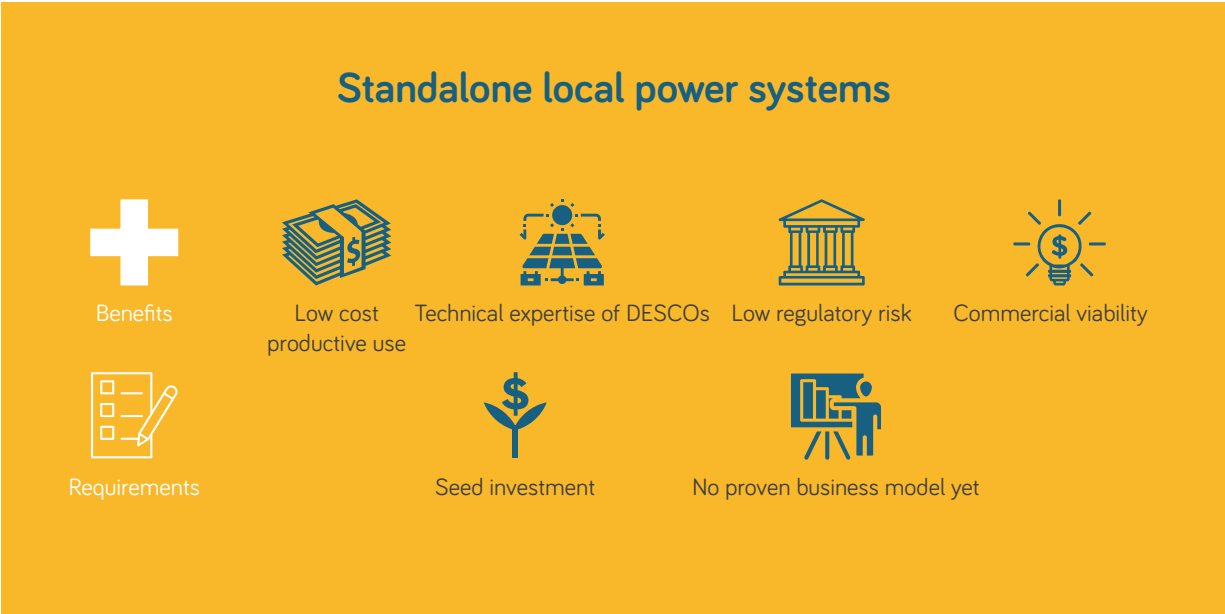 Standalone local power systems
$
$
Benefits
Low cost
productive use
Technical expertise of DESCOs
Low regulatory risk
Commercial viability
$
Requirements
Seed investment
No proven business model yet